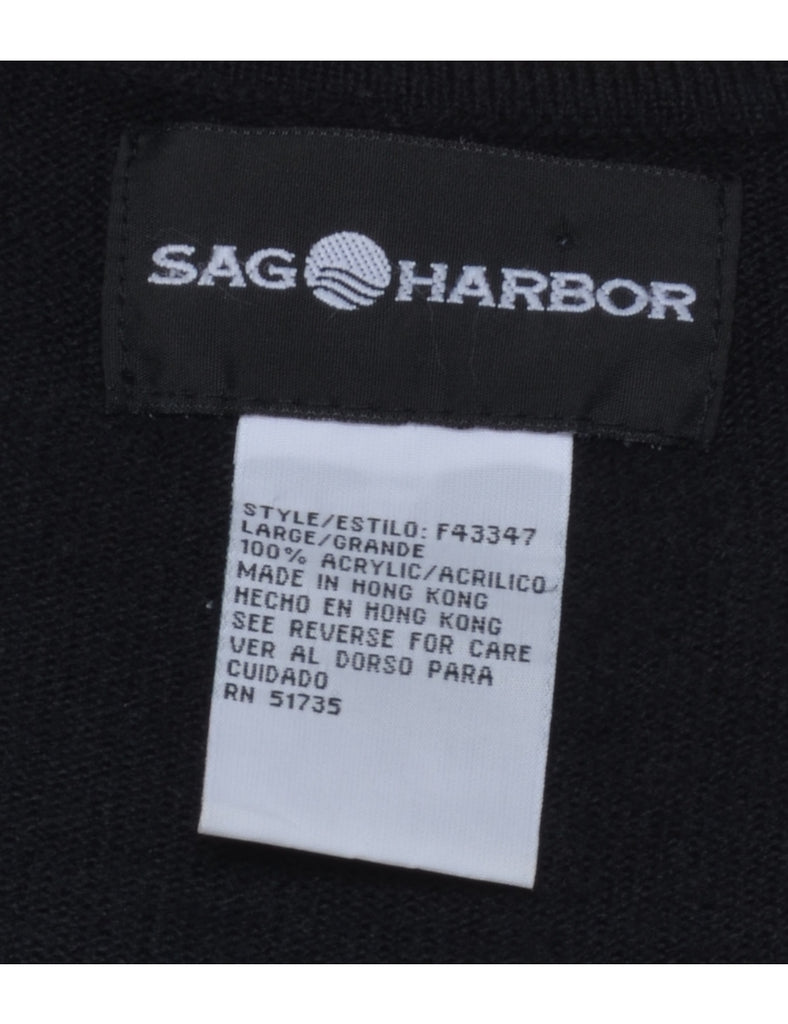 SAG HARBOR
STYLE/ESTILO: F43347
LARGE/GRANDE
100% ACRYLIC/ACRILICO
MADE IN HONG KONG
HECHO EN HONG KONG
SEE REVERSE FOR CARE
VER AL DORSO PARA
CUIDADO
RN 51735